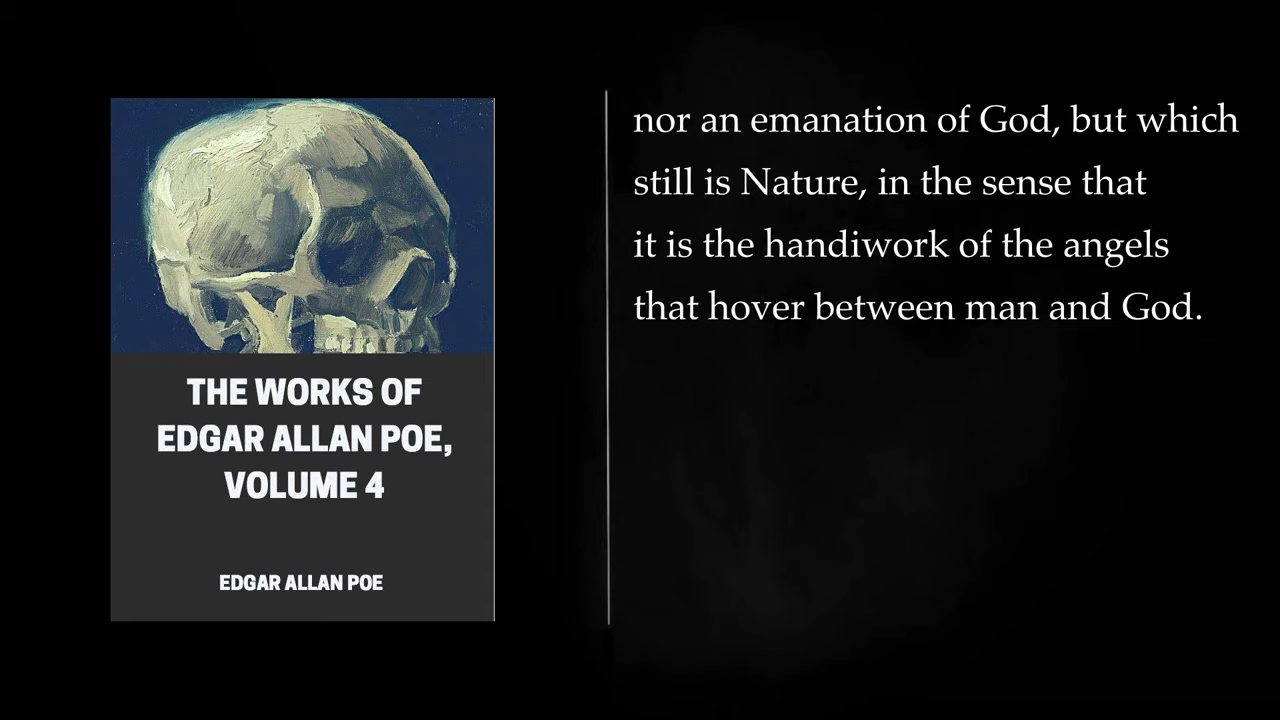 THE WORKS OF
EDGAR ALLAN POE,
VOLUME 4
EDGAR ALLAN POE
nor an emanation of God, but which
still is Nature, in the sense that
it is the handiwork of the angels
that hover between man and God.